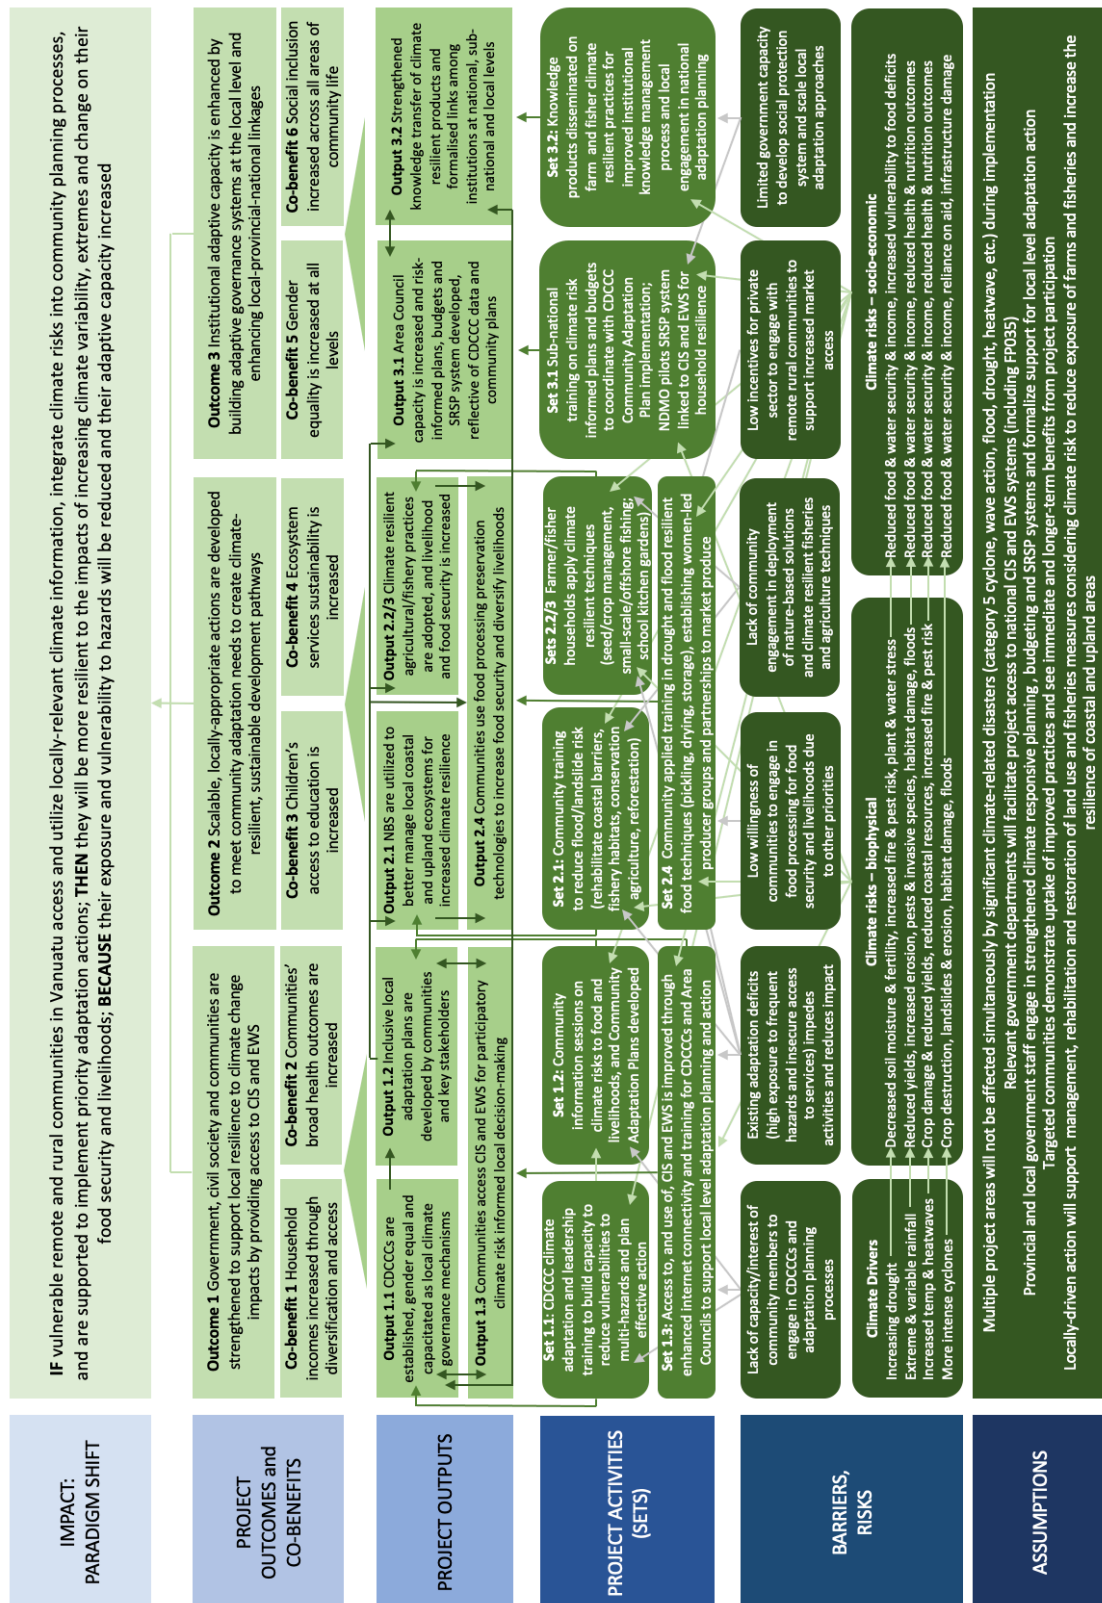 IMPACT:
PARADIGM SHIFT
IF vulnerable remote and rural communities in Vanuatu access and utilize locally-relevant climate information, integrate climate risks into community planning processes,
and are supported to implement priority adaptation actions; THEN they will be more resilient to the impacts of increasing climate variability, extremes and change on their
food security and livelihoods; BECAUSE their exposure and vulnerability to hazards will be reduced and their adaptive capacity increased
PROJECT
OUTCOMES and
CO-BENEFITS
Outcome 1 Government, civil society and communities are
strengthened to support local resilience to climate change
impacts by providing access to CIS and EWS
Outcome 2 Scalable, locally-appropriate actions are developed
to meet community adaptation needs to create climate-
resilient, sustainable development pathways
Outcome 3 Institutional adaptive capacity is enhanced by
building adaptive governance systems at the local level and
enhancing local-provincial-national linkages
Co-benefit 1 Household
incomes increased through
diversification and access
Co-benefit 2 Communities'
broad health outcomes are
increased
Co-benefit 3 Children's
access to education is
increased
Co-benefit 4 Ecosystem
services sustainability is
increased
Co-benefit 5 Gender
equality is increased at all
levels
Co-benefit 6 Social inclusion
increased across all areas of
community life
PROJECT OUTPUTS
Output 1.1 CDCCCs are
established, gender equal and
capacitated as local climate
governance mechanisms
Output 1.2 Inclusive local
adaptation plans are
developed by communities
and key stakeholders
Output 1.3 Communities access CIS and EWS for participatory
climate risk informed local decision-making
Output 2.1 NBS are utilized to
better manage local coastal
and upland ecosystems for
increased climate resilience
Output 2.2/3 Climate resilient
agricultural/fishery practices
are adopted, and livelihood
and food security is increased
Output 2.4 Communities use food processing preservation
technologies to increase food security and diversify livelihoods
Output 3.1 Area Council
capacity is increased and risk-
informed plans, budgets and
SRSP system developed,
reflective of CDCCC data and
community plans
Output 3.2 Strengthened
knowledge transfer of climate
resilient products and
formalised links among
institutions at national, sub-
national and local levels
PROJECT ACTIVITIES
(SETS)
Set 1.1: CDCCC climate
adaptation and leadership
training to build capacity to
reduce vulnerabilities to
multi-hazards and plan
effective action
Set 1.2: Community
information sessions on
climate risks to food and
livelihoods, and Community
Adaptation Plans developed
Set 1.3: Access to, and use of, CIS and EWS is improved through
enhanced internet connectivity and training for CDCCCs and Area
Councils to support local level adaptation planning and action
Set 2.1: Community training
to reduce flood/landslide risk
(rehabilitate coastal barriers,
fishery habitats, conservation
agriculture, reforestation)
Sets 2.2/3 Farmer/fisher
households apply climate
resilient techniques
(seed/crop management,
small-scale/offshore fishing;
school kitchen gardens)
Set 2.4 Community applied training in drought and flood resilient
food techniques (picking, drying, storage), establishing women-led
producer groups and partnerships to market produce
Set 3.1 Sub-national
training on climate risk
informed plans and budgets
to coordinate with CDCCC
Community Adaptation
Plan implementation;
NDMO pilots SRSP system
linked to CIS and EWS for
household resilience
Set 3.2: Knowledge
products disseminated on
farm and fisher climate
resilient practices for
improved institutional
knowledge management
process and local
engagement in national
adaptation planning
BARRIERS,
RISKS
Lack of capacity/interest of
community members to
engage in CDCCCs and
adaptation planning
processes
Existing adaptation deficits
(high exposure to frequent
hazards and insecure access
to services) impedes
activities and reduces impact
Low willingness of
communities to engage in
food processing for food
security and livelihoods due
to other priorities
Lack of community
engagement in deployment
of nature-based solutions
and climate resilient fisheries
and agriculture techniques
Low incentives for private
sector to engage with
remote rural communities to
support increased market
access
Limited government capacity
to develop social protection
system and scale local
adaptation approaches
Climate Drivers
Increasing drought
Extreme & variable rainfall
Increased temp & heatwaves
More intense cyclones
Climate risks – biophysical
Decreased soil moisture & fertility, increased fire & pest risk, plant & water stress
Reduced yields, increased erosion, pests & invasive species, habitat damage, floods
Crop damage & reduced yields, reduced coastal resources, increased fire & pest risk
Crop destruction, landslides & erosion, habitat damage, floods
Climate risks – socio-economic
Reduced food & water security & income, increased vulnerability to food deficits
Reduced food & water security & income, reduced health & nutrition outcomes
Reduced food & water security & income, reduced health & nutrition outcomes
Reduced food & water security & income, reliance on aid, infrastructure damage
ASSUMPTIONS
Multiple project areas will not be affected simultaneously by significant climate-related disasters (category 5 cyclone, wave action, flood, drought, heatwave, etc.) during implementation
Relevant government departments will facilitate project access to national CIS and EWS systems (including FP035)
Provincial and local government staff engage in strengthened climate responsive planning, budgeting and SRSP systems and formalize support for local adaptation action
Targeted communities demonstrate uptake of improved practices and see immediate and longer-term benefits from project participation
Locally-driven action will support management, rehabilitation and restoration of land use and fisheries measures considering climate risk to reduce exposure of farms and fisheries and increase the
resilience of coastal and upland areas